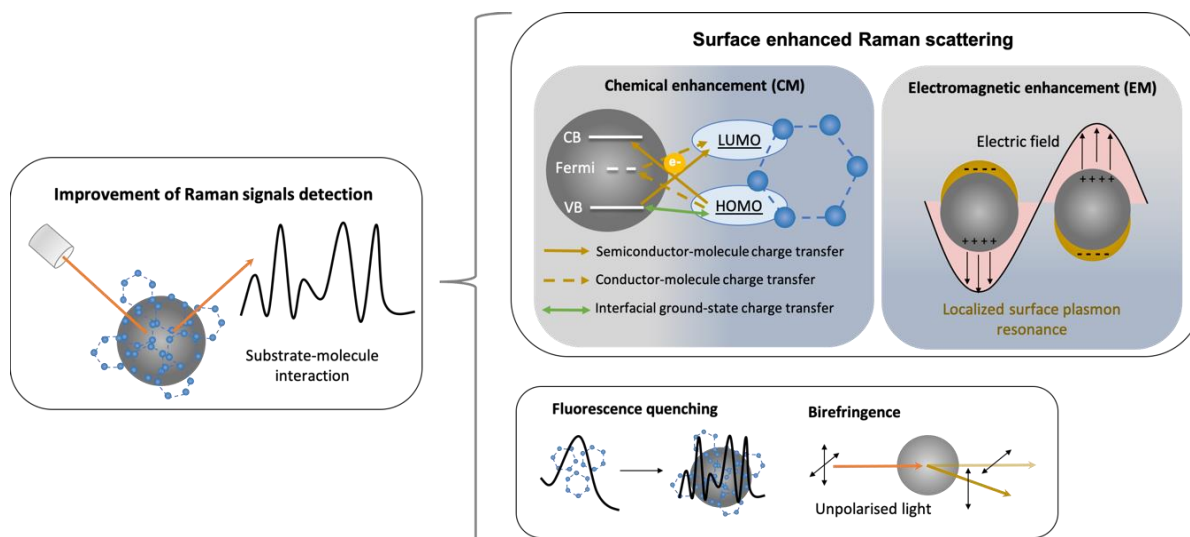 Improvement of Raman signals detection
Substrate-molecule
interaction
Surface enhanced Raman scattering
Chemical enhancement (CM)
CB
Fermi
VB
e-
LUMO
HOMO
Semiconductor-molecule charge transfer
Conductor-molecule charge transfer
Interfacial ground-state charge transfer
Electromagnetic enhancement (EM)
Electric field
- - - -
+ + + +
+ + + +
- - - -
Localized surface plasmon
resonance
Fluorescence quenching
Birefringence
Unpolarised light